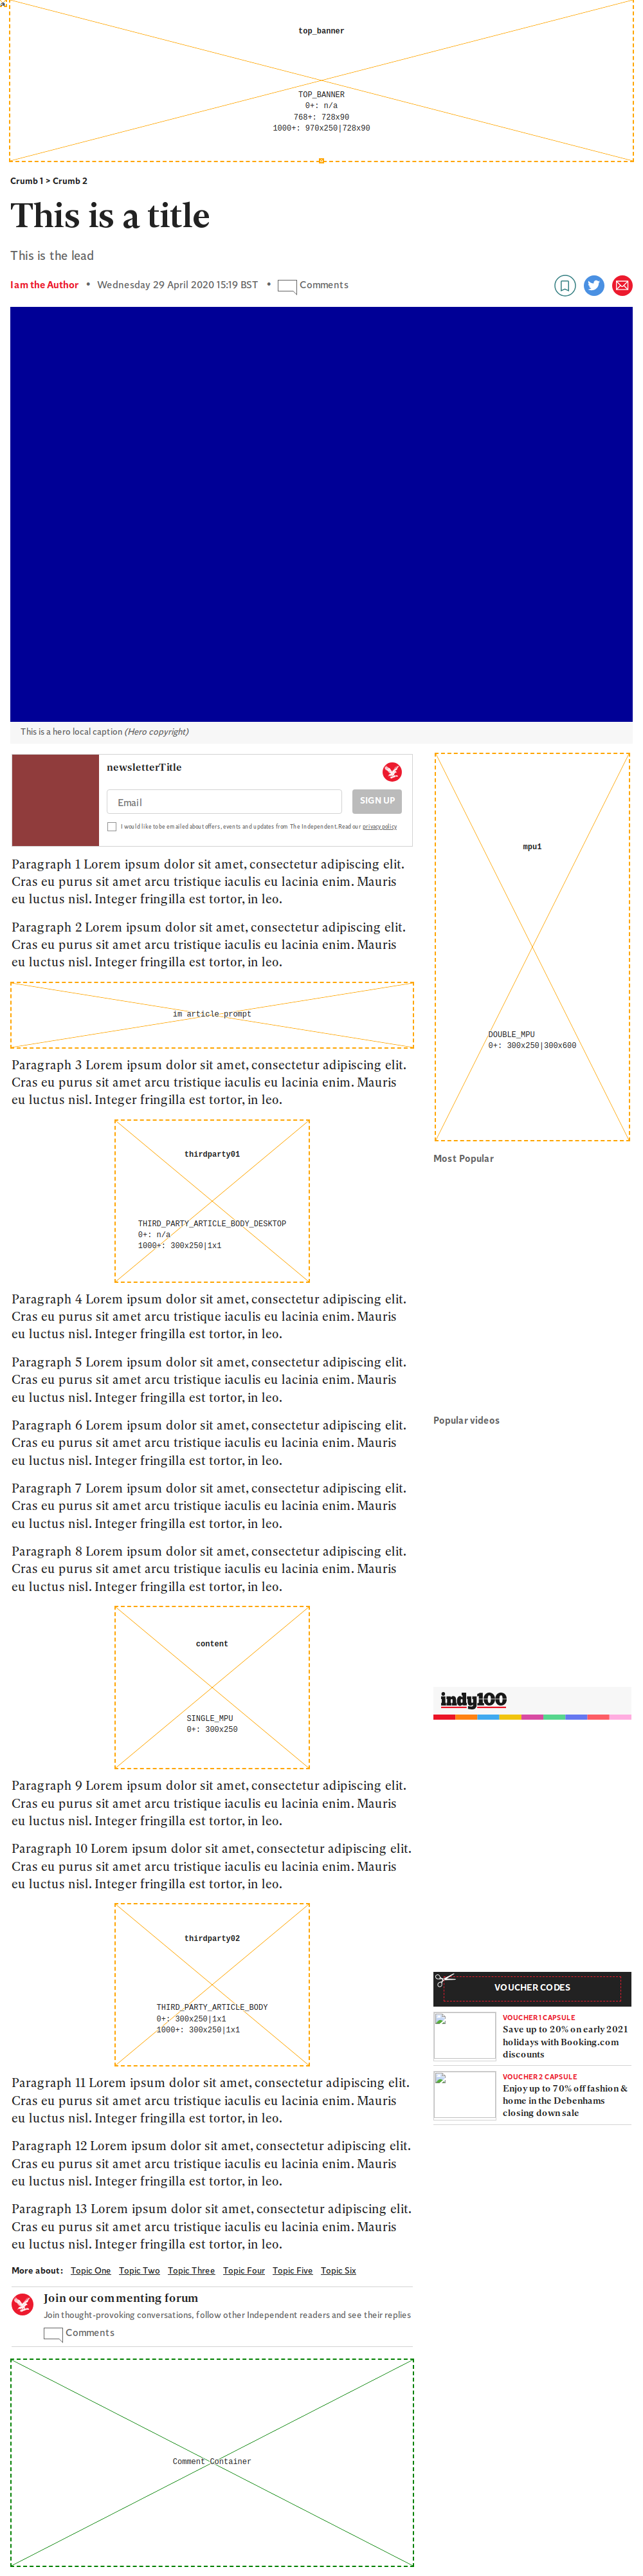 top_banner
TOP_BANNER
0+: n/a
768+: 728x90
1000+: 970x250|728x90
Crumb 1 > Crumb 2
This is a title
This is the lead
I am the Author • Wednesday 29 April 2020 15:19 BST • Comments
This is a hero local caption (Hero copyright)
newsletterTitle
Email
SIGN UP
I would like to be emailed about offers, events and updates from The Independent.Read our privacy policy
Paragraph 1 Lorem ipsum dolor sit amet, consectetur adipiscing elit.
Cras eu purus sit amet arcu tristique iaculis eu lacinia enim. Mauris
eu luctus nisl. Integer fringilla est tortor, in leo.
Paragraph 2 Lorem ipsum dolor sit amet, consectetur adipiscing elit.
Cras eu purus sit amet arcu tristique iaculis eu lacinia enim. Mauris
eu luctus nisl. Integer fringilla est tortor, in leo.
im article prompt
Paragraph 3 Lorem ipsum dolor sit amet, consectetur adipiscing elit.
Cras eu purus sit amet arcu tristique iaculis eu lacinia enim. Mauris
eu luctus nisl. Integer fringilla est tortor, in leo.
thirdparty01
THIRD_PARTY_ARTICLE_BODY_DESKTOP
0+: n/a
1000+: 300x250|1x1
Paragraph 4 Lorem ipsum dolor sit amet, consectetur adipiscing elit.
Cras eu purus sit amet arcu tristique iaculis eu lacinia enim. Mauris
eu luctus nisl. Integer fringilla est tortor, in leo.
Paragraph 5 Lorem ipsum dolor sit amet, consectetur adipiscing elit.
Cras eu purus sit amet arcu tristique iaculis eu lacinia enim. Mauris
eu luctus nisl. Integer fringilla est tortor, in leo.
Paragraph 6 Lorem ipsum dolor sit amet, consectetur adipiscing elit.
Cras eu purus sit amet arcu tristique iaculis eu lacinia enim. Mauris
eu luctus nisl. Integer fringilla est tortor, in leo.
Paragraph 7 Lorem ipsum dolor sit amet, consectetur adipiscing elit.
Cras eu purus sit amet arcu tristique iaculis eu lacinia enim. Mauris
eu luctus nisl. Integer fringilla est tortor, in leo.
Paragraph 8 Lorem ipsum dolor sit amet, consectetur adipiscing elit.
Cras eu purus sit amet arcu tristique iaculis eu lacinia enim. Mauris
eu luctus nisl. Integer fringilla est tortor, in leo.
content
SINGLE_MPU
0+: 300x250
Paragraph 9 Lorem ipsum dolor sit amet, consectetur adipiscing elit.
Cras eu purus sit amet arcu tristique iaculis eu lacinia enim. Mauris
eu luctus nisl. Integer fringilla est tortor, in leo.
Paragraph 10 Lorem ipsum dolor sit amet, consectetur adipiscing elit.
Cras eu purus sit amet arcu tristique iaculis eu lacinia enim. Mauris
eu luctus nisl. Integer fringilla est tortor, in leo.
thirdparty02
THIRD_PARTY_ARTICLE_BODY
0+: 300x250|1x1
1000+: 300x250|1x1
Paragraph 11 Lorem ipsum dolor sit amet, consectetur adipiscing elit.
Cras eu purus sit amet arcu tristique iaculis eu lacinia enim. Mauris
eu luctus nisl. Integer fringilla est tortor, in leo.
Paragraph 12 Lorem ipsum dolor sit amet, consectetur adipiscing elit.
Cras eu purus sit amet arcu tristique iaculis eu lacinia enim. Mauris
eu luctus nisl. Integer fringilla est tortor, in leo.
Paragraph 13 Lorem ipsum dolor sit amet, consectetur adipiscing elit.
Cras eu purus sit amet arcu tristique iaculis eu lacinia enim. Mauris
eu luctus nisl. Integer fringilla est tortor, in leo.
More about: Topic One Topic Two Topic Three Topic Four Topic Five Topic Six
Join our commenting forum
Join thought-provoking conversations, follow other Independent readers and see their replies
Comments
Comment Container
mpu1
DOUBLE_MPU
0+: 300x250|300x600
Most Popular
Popular videos
indy100
VOUCHER CODES
VOUCHER 1 CAPSULE
Save up to 20% on early 2021
holidays with Booking.com
discounts
VOUCHER 2 CAPSULE
Enjoy up to 70% off fashion &
home in the Debenhams
closing down sale